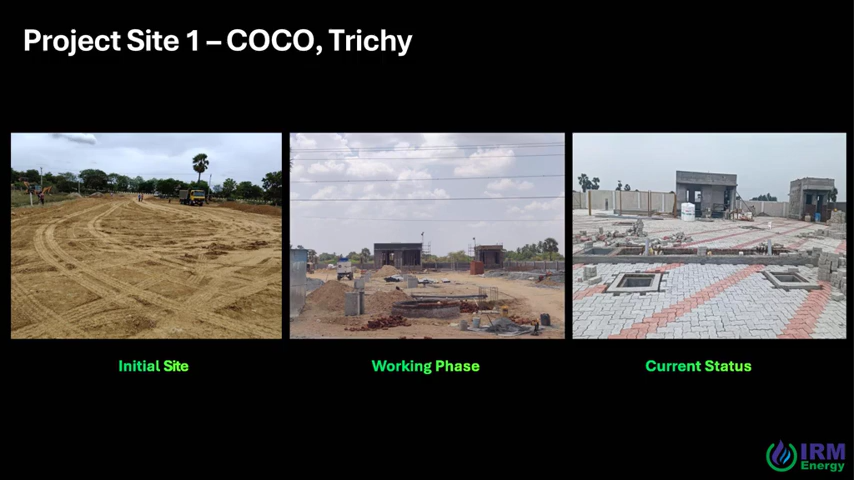 Project Site 1 – COCO, Trichy
Initial Site
Working Phase
Current Status
IRM
Energy